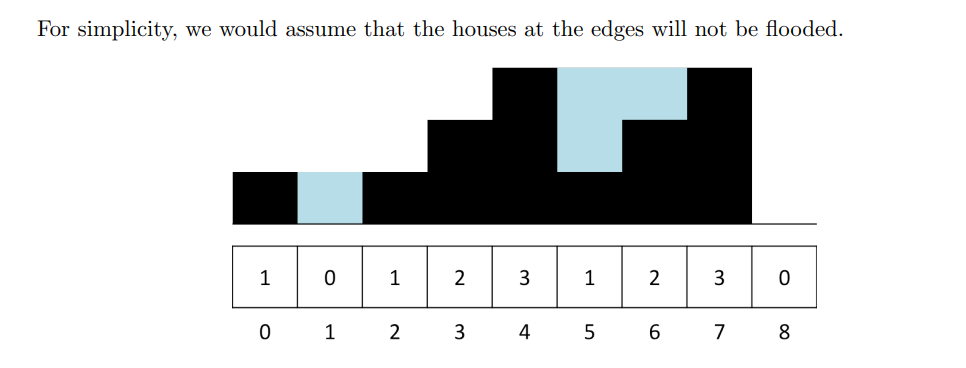 For simplicity, we would assume that the houses at the edges will not be flooded.
1 0 1 2 3 1 2 3 0
0 1 2 3 4 5 6 7 8